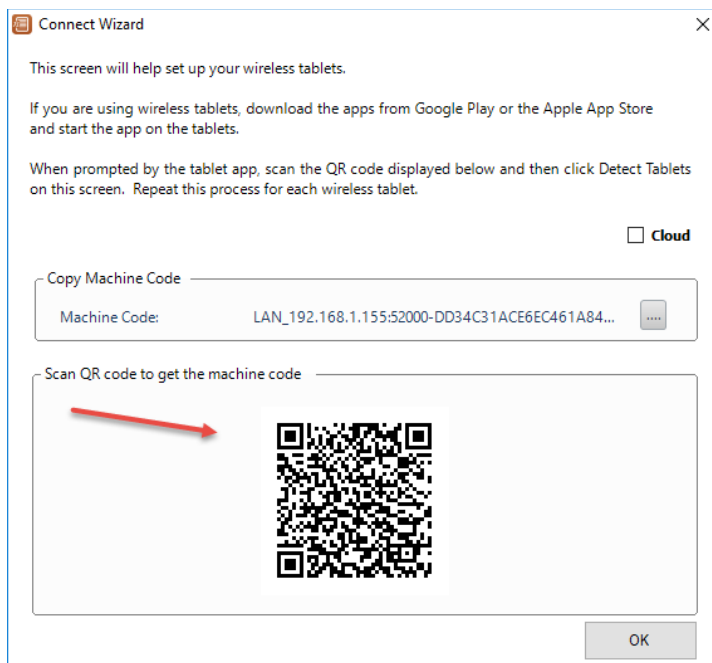 Connect Wizard
This screen will help set up your wireless tablets.
If you are using wireless tablets, download the apps from Google Play or the Apple App Store
and start the app on the tablets.
When prompted by the tablet app, scan the QR code displayed below and then click Detect Tablets
on this screen.  Repeat this process for each wireless tablet.
Cloud
Copy Machine Code
Machine Code: LAN_192.168.1.155:52000-DD34C31ACE6EC461A84... ....
Scan QR code to get the machine code
OK